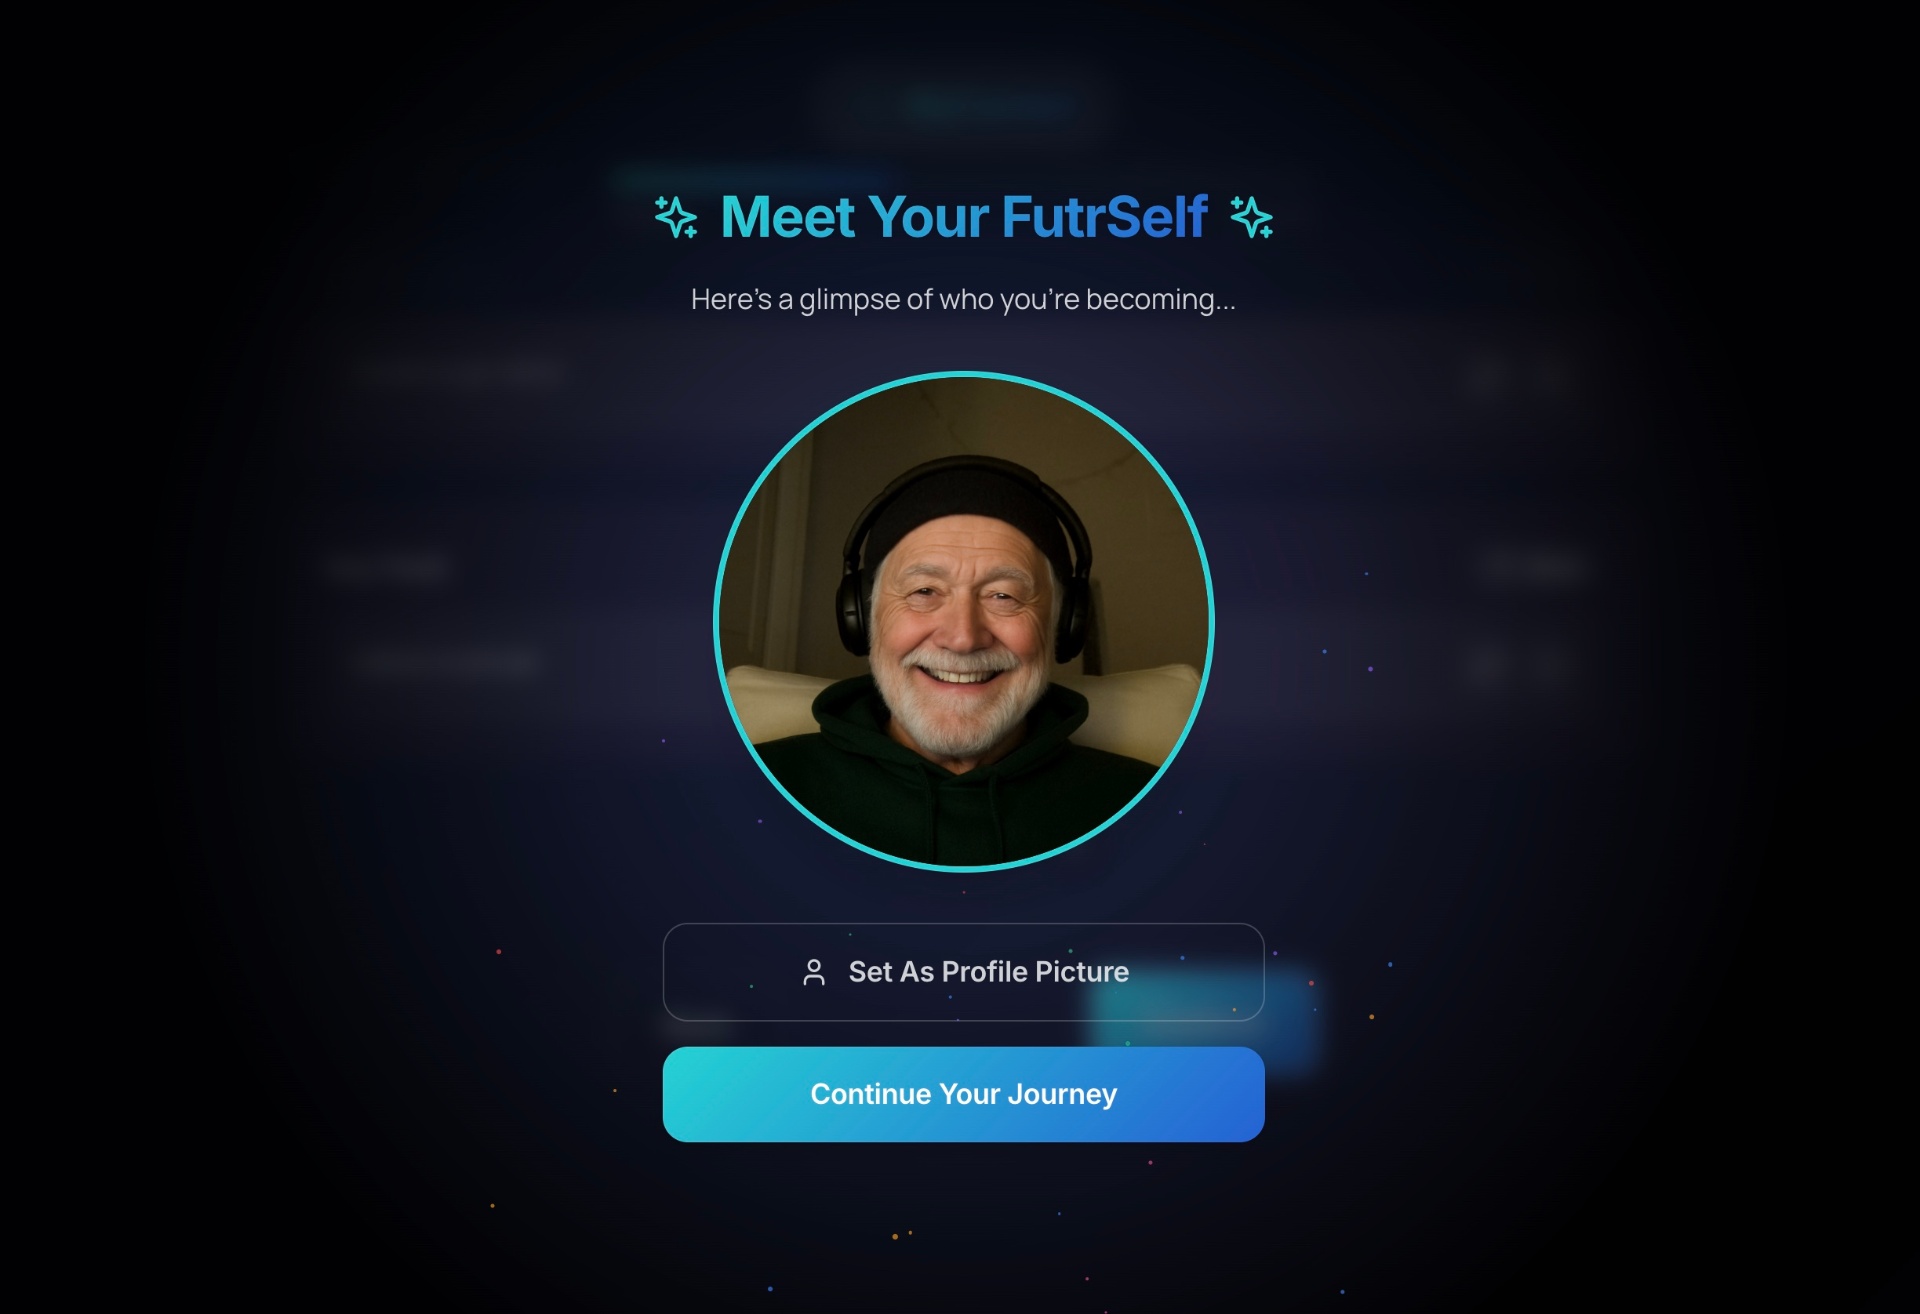 Meet Your FutrSelf
Here's a glimpse of who you're becoming...
Set As Profile Picture
Continue Your Journey